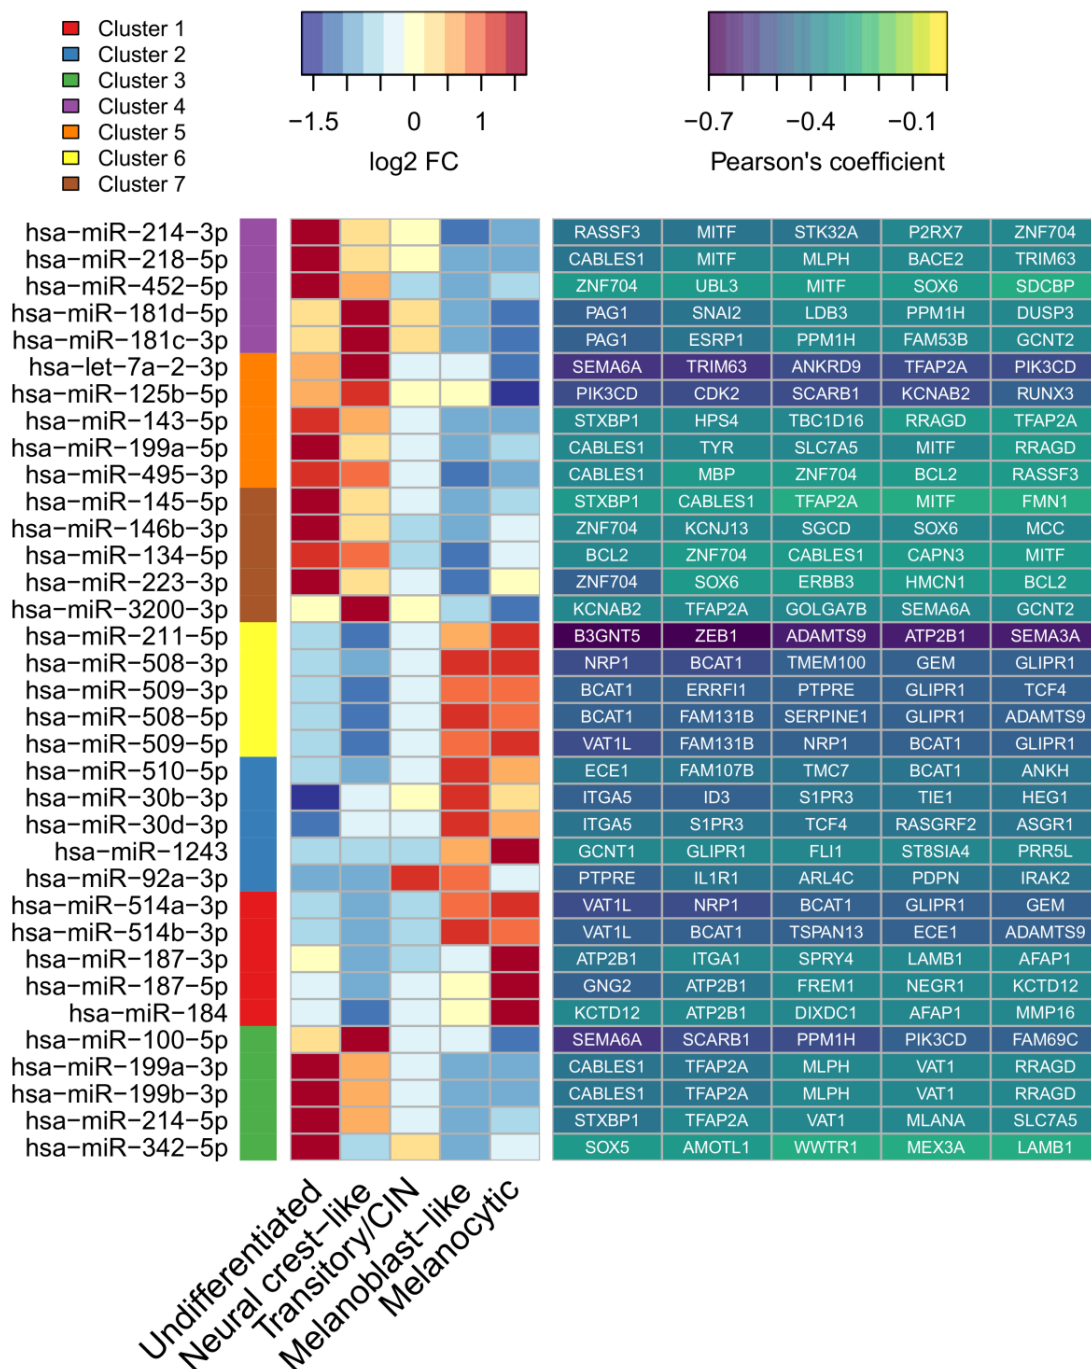 Cluster 1
Cluster 2
Cluster 3
Cluster 4
Cluster 5
Cluster 6
Cluster 7
−1.5 0 1
log2 FC
−0.7 −0.4 −0.1
Pearson's coefficient
hsa−miR−214−3p RASSF3 MITF STK32A P2RX7 ZNF704
hsa−miR−218−5p CABLES1 MITF MLPH BACE2 TRIM63
hsa−miR−452−5p ZNF704 UBL3 MITF SOX6 SDCBP
hsa−miR−181d−5p PAG1 SNAI2 LDB3 PPM1H DUSP3
hsa−miR−181c−3p PAG1 ESRP1 PPM1H FAM53B GCNT2
hsa−let−7a−2−3p SEMA6A TRIM63 ANKRD9 TFAP2A PIK3CD
hsa−miR−125b−5p PIK3CD CDK2 SCARB1 KCNAB2 RUNX3
hsa−miR−143−5p STXBP1 HPS4 TBC1D16 RRAGD TFAP2A
hsa−miR−199a−5p CABLES1 TYR SLC7A5 MITF RRAGD
hsa−miR−495−3p CABLES1 MBP ZNF704 BCL2 RASSF3
hsa−miR−145−5p STXBP1 CABLES1 TFAP2A MITF FMN1
hsa−miR−146b−3p ZNF704 KCNJ13 SGCD SOX6 MCC
hsa−miR−134−5p BCL2 ZNF704 CABLES1 CAPN3 MITF
hsa−miR−223−3p ZNF704 SOX6 ERBB3 HMCN1 BCL2
hsa−miR−3200−3p KCNAB2 TFAP2A GOLGA7B SEMA6A GCNT2
hsa−miR−211−5p B3GNT5 ZEB1 ADAMTS9 ATP2B1 SEMA3A
hsa−miR−508−3p NRP1 BCAT1 TMEM100 GEM GLIPR1
hsa−miR−509−3p BCAT1 ERRFI1 PTPRE GLIPR1 TCF4
hsa−miR−508−5p BCAT1 FAM131B SERPINE1 GLIPR1 ADAMTS9
hsa−miR−509−5p VAT1L FAM131B NRP1 BCAT1 GLIPR1
hsa−miR−510−5p ECE1 FAM107B TMC7 BCAT1 ANKH
hsa−miR−30b−3p ITGA5 ID3 S1PR3 TIE1 HEG1
hsa−miR−30d−3p ITGA5 S1PR3 TCF4 RASGRF2 ASGR1
hsa−miR−1243 GCNT1 GLIPR1 FLI1 ST8SIA4 PRR5L
hsa−miR−92a−3p PTPRE IL1R1 ARL4C PDPN IRAK2
hsa−miR−514a−3p VAT1L NRP1 BCAT1 GLIPR1 GEM
hsa−miR−514b−3p VAT1L BCAT1 TSPAN13 ECE1 ADAMTS9
hsa−miR−187−3p ATP2B1 ITGA1 SPRY4 LAMB1 AFAP1
hsa−miR−187−5p GNG2 ATP2B1 FREM1 NEGR1 KCTD12
hsa−miR−184 KCTD12 ATP2B1 DIXDC1 AFAP1 MMP16
hsa−miR−100−5p SEMA6A SCARB1 PPM1H PIK3CD FAM69C
hsa−miR−199a−3p CABLES1 TFAP2A MLPH VAT1 RRAGD
hsa−miR−199b−3p CABLES1 TFAP2A MLPH VAT1 RRAGD
hsa−miR−214−5p STXBP1 TFAP2A VAT1 MLANA SLC7A5
hsa−miR−342−5p SOX5 AMOTL1 WWTR1 MEX3A LAMB1
Undifferentiated
Neural crest−like
Transitory/CIN
Melanoblast−like
Melanocytic